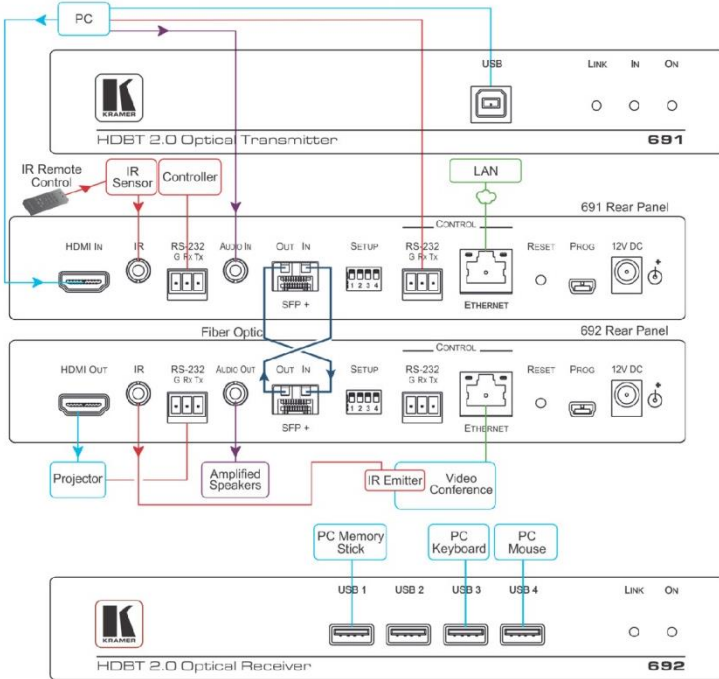 PC
USB LINK IN ON
K
KRAMER
HDBT 2.0 Optical Transmitter 691
IR Remote
Control
IR
Sensor
Controller
LAN
691 Rear Panel
CONTROL
HDMI IN IR RS-232 AUDIO IN OUT IN SETUP RS-232 RESET PROG 12V DC
G Rx Tx G Rx Tx
1 2 3 4
SFP + ETHERNET
+
Fiber Optic 692 Rear Panel
CONTROL
HDMI OUT IR RS-232 AUDIO OUT OUT IN SETUP RS-232 RESET PROG 12V DC
G Rx Tx G Rx Tx
1 2 3 4
SFP + ETHERNET
+
Projector
Amplified
Speakers
IR Emitter
Video
Conference
PC Memory
Stick
PC
Keyboard
PC
Mouse
USB 1 USB 2 USB 3 USB 4 LINK ON
K
KRAMER
HDBT 2.0 Optical Receiver 692